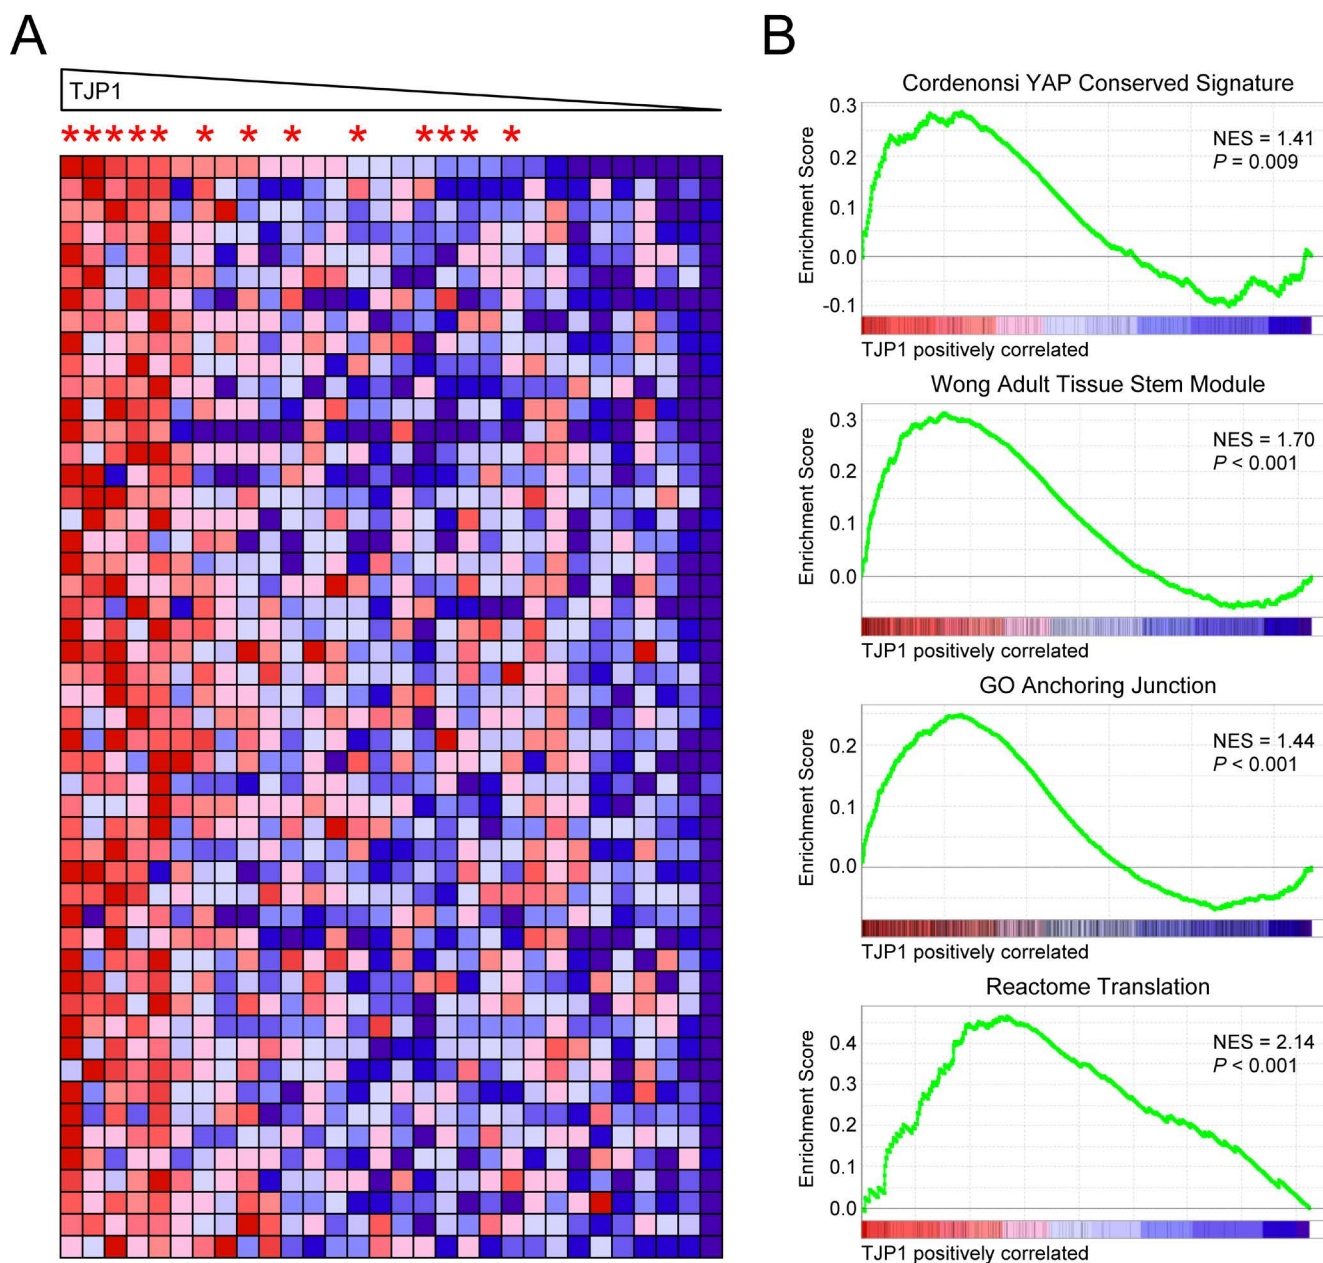 A
TJP1
* * * * * * * * * * * * *
B
Cordenonsi YAP Conserved Signature
Enrichment Score
0.3
0.2
0.1
0.0
-0.1
NES = 1.41
P = 0.009
TJP1 positively correlated
Wong Adult Tissue Stem Module
Enrichment Score
0.3
0.2
0.1
0.0
NES = 1.70
P < 0.001
TJP1 positively correlated
GO Anchoring Junction
Enrichment Score
0.2
0.1
0.0
NES = 1.44
P < 0.001
TJP1 positively correlated
Reactome Translation
Enrichment Score
0.4
0.3
0.2
0.1
0.0
NES = 2.14
P < 0.001
TJP1 positively correlated